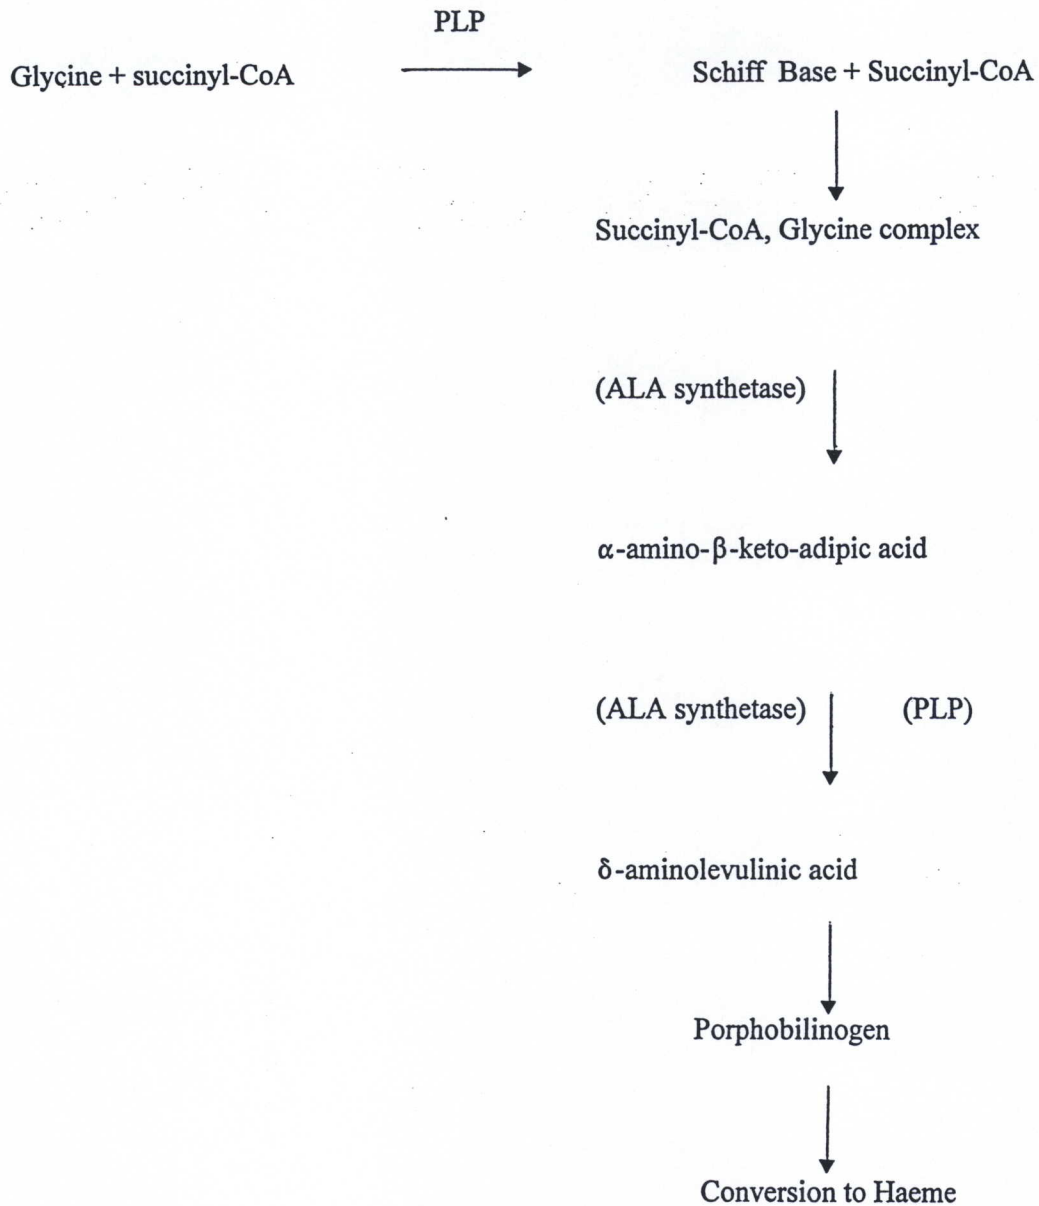 PLP
Glycine + succinyl-CoA
Schiff Base + Succinyl-CoA
Succinyl-CoA, Glycine complex
(ALA synthetase)
α-amino-β-keto-adipic acid
(ALA synthetase) (PLP)
δ-aminolevulinic acid
Porphobilinogen
Conversion to Haeme